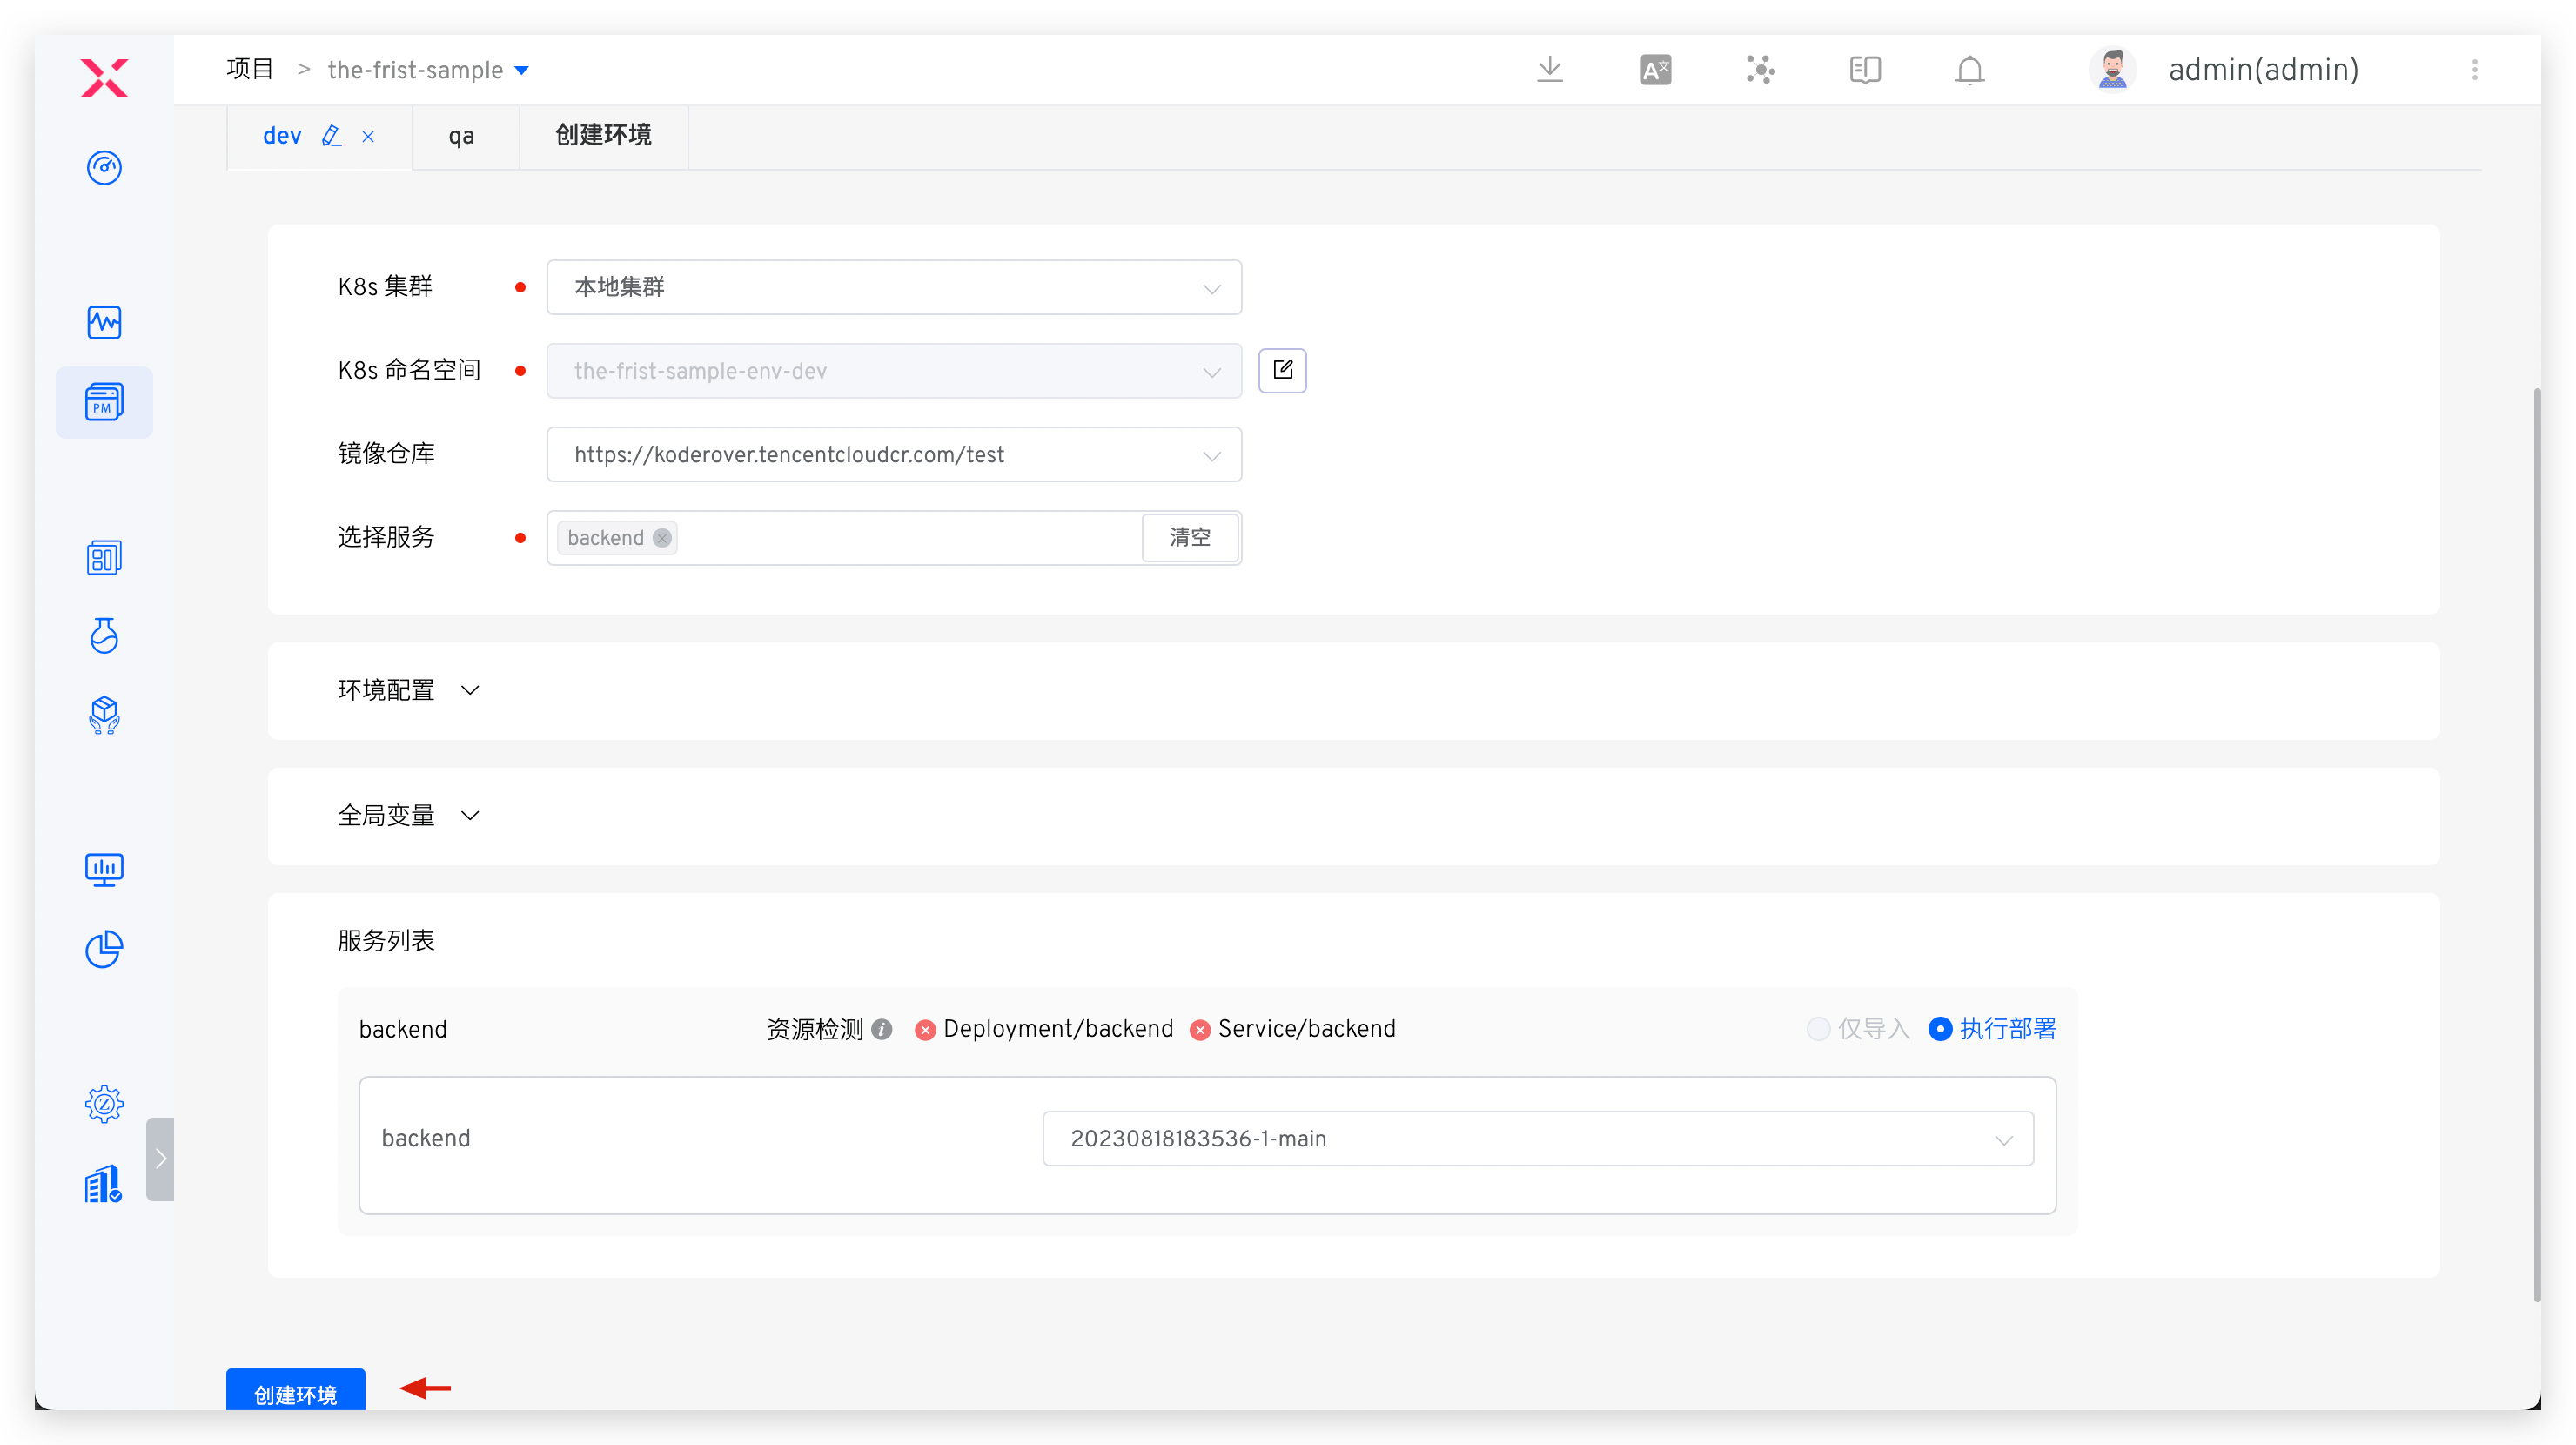 项目 > the-frist-sample
A文
admin(admin)
dev
qa
创建环境
K8s 集群
本地集群
K8s 命名空间
the-frist-sample-env-dev
PM
镜像仓库
https://koderover.tencentcloudcr.com/test
选择服务
backend
清空
环境配置
全局变量
服务列表
backend
资源检测
Deployment/backend
Service/backend
仅导入
执行部署
Z
backend
20230818183536-1-main
创建环境